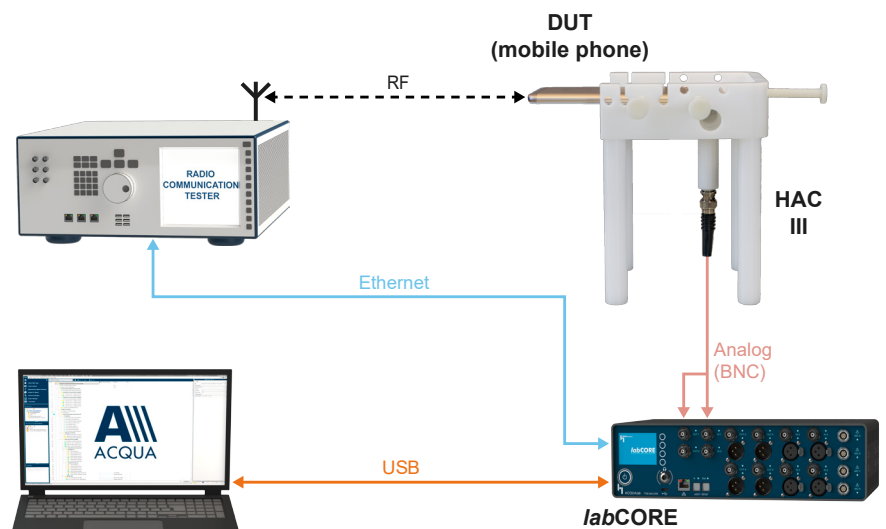 DUT
(mobile phone)
RF
RADIO
COMMUNICATION
TESTER
HAC
III
Ethernet
Analog
(BNC)
ACQUA
USB
labCORE
labCORE